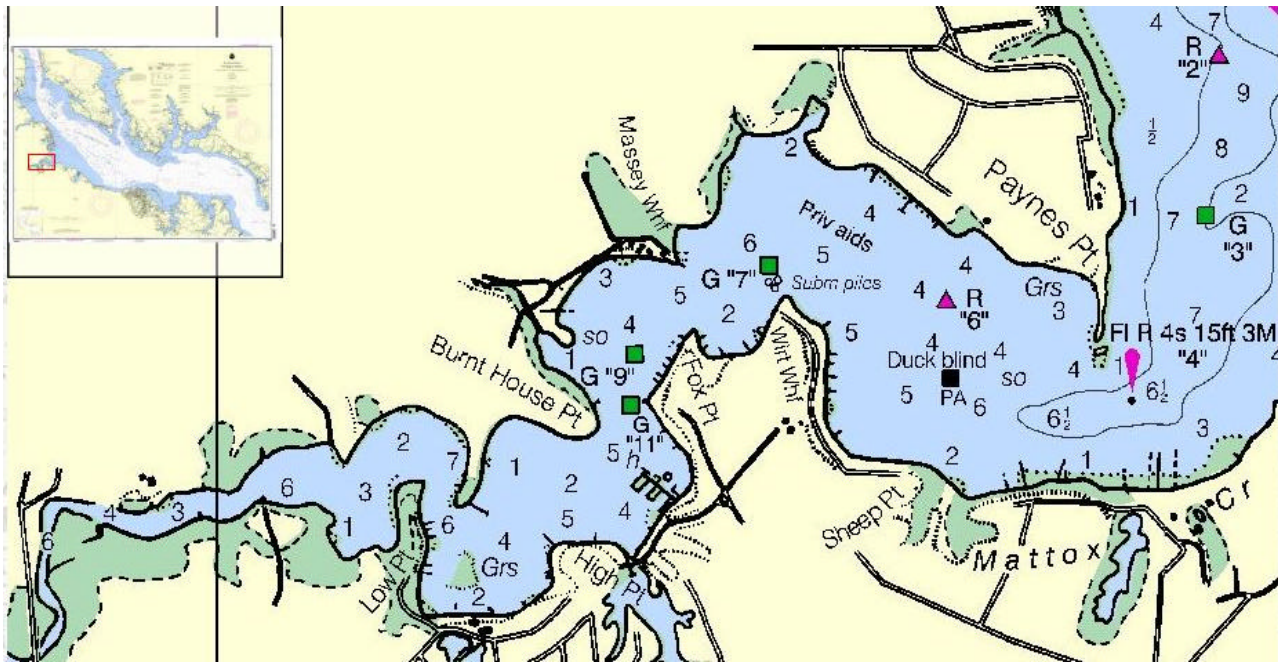 4
7
R
"2"
9
1/2
8
Massey Whf
2
Paynes Pt
1
7
2
G
"3"
Priv aids
4
5
6
G "7"
Subm piles
3
5
4
4
R
"6"
Grs
3
7
Fl R 4s 15ft 3M
"4"
so
4
2
5
4
Duck blind
4
so
4
1
6 1/2
1
G "9"
Burnt House Pt
Fox Pt
Wirt Whf
5
PA
6
6 1/2
G
"11"
3
2
7
1
5
h
2
1
6
3
2
4
3
1
6
5
4
Sheep Pt
Cr
6
4
Grs
Low Pt
High Pt
Mattox
2